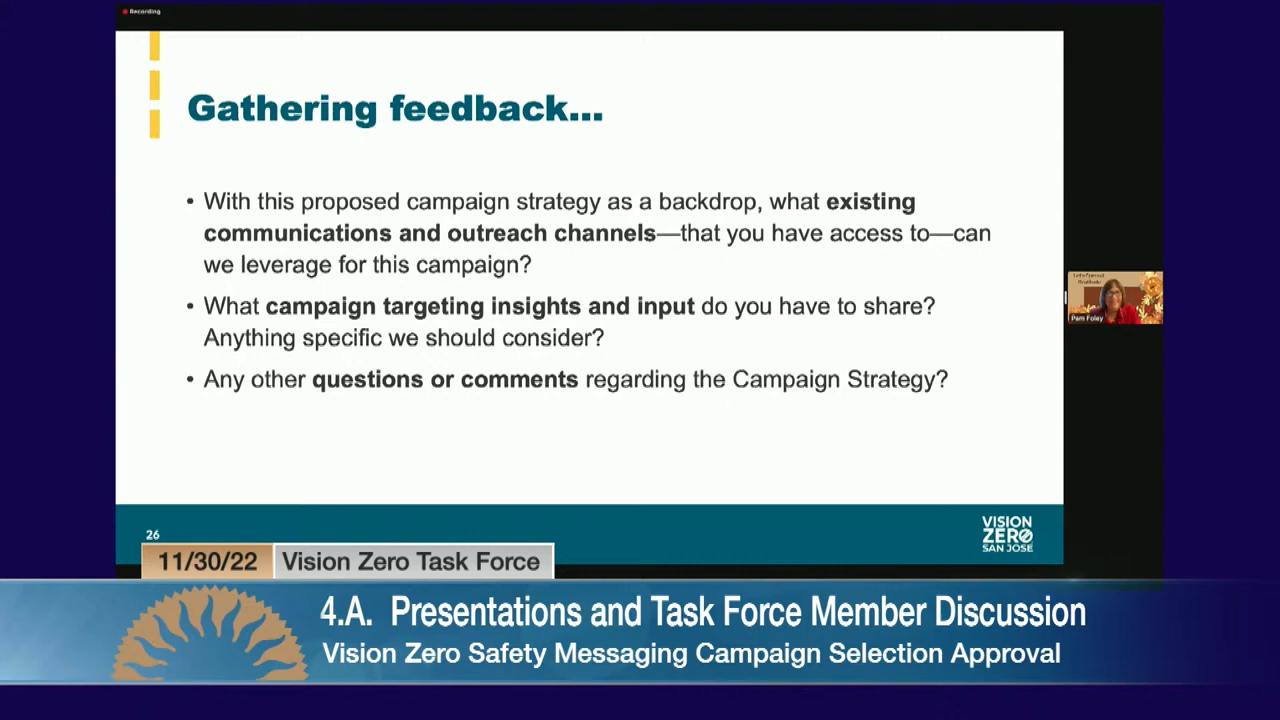 Recording
Gathering feedback...
• With this proposed campaign strategy as a backdrop, what existing
communications and outreach channels—that you have access to—can
we leverage for this campaign?
• What campaign targeting insights and input do you have to share?
Anything specific we should consider?
• Any other questions or comments regarding the Campaign Strategy?
Pam Foley
26
VISION
ZERO
SAN JOSE
11/30/22 Vision Zero Task Force
4.A. Presentations and Task Force Member Discussion
Vision Zero Safety Messaging Campaign Selection Approval